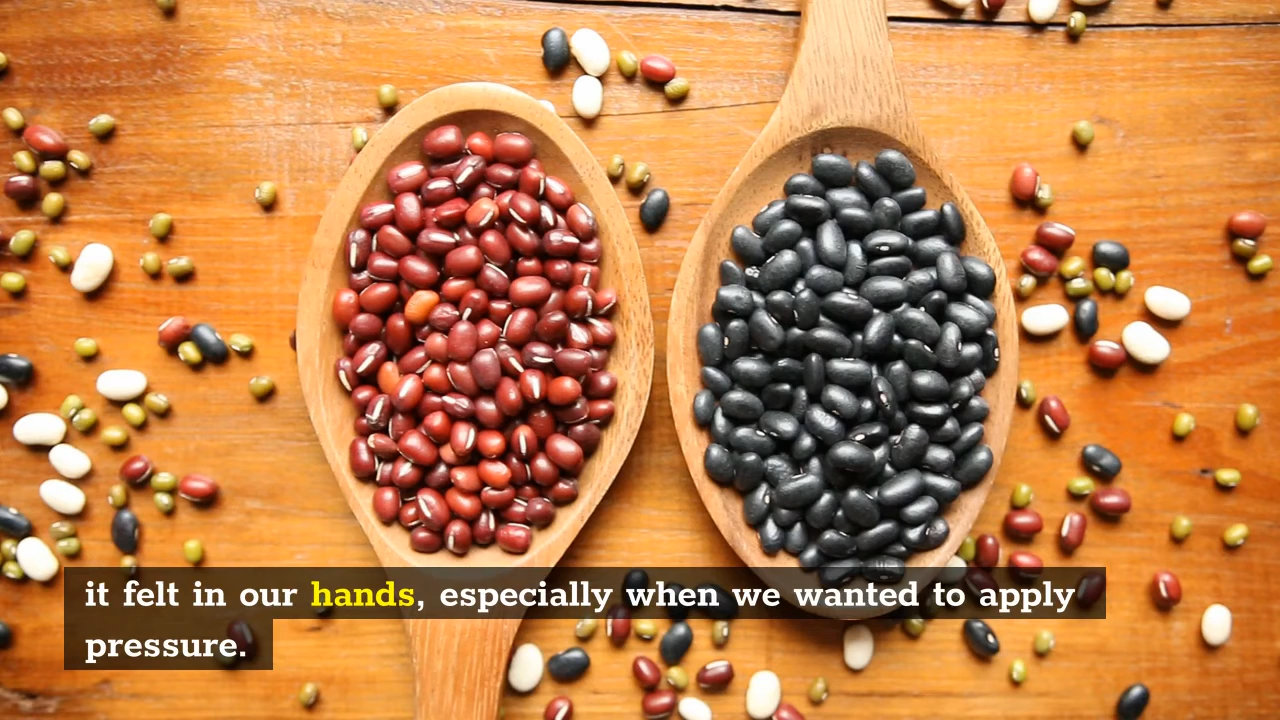 it felt in our hands, especially when we wanted to apply
pressure.